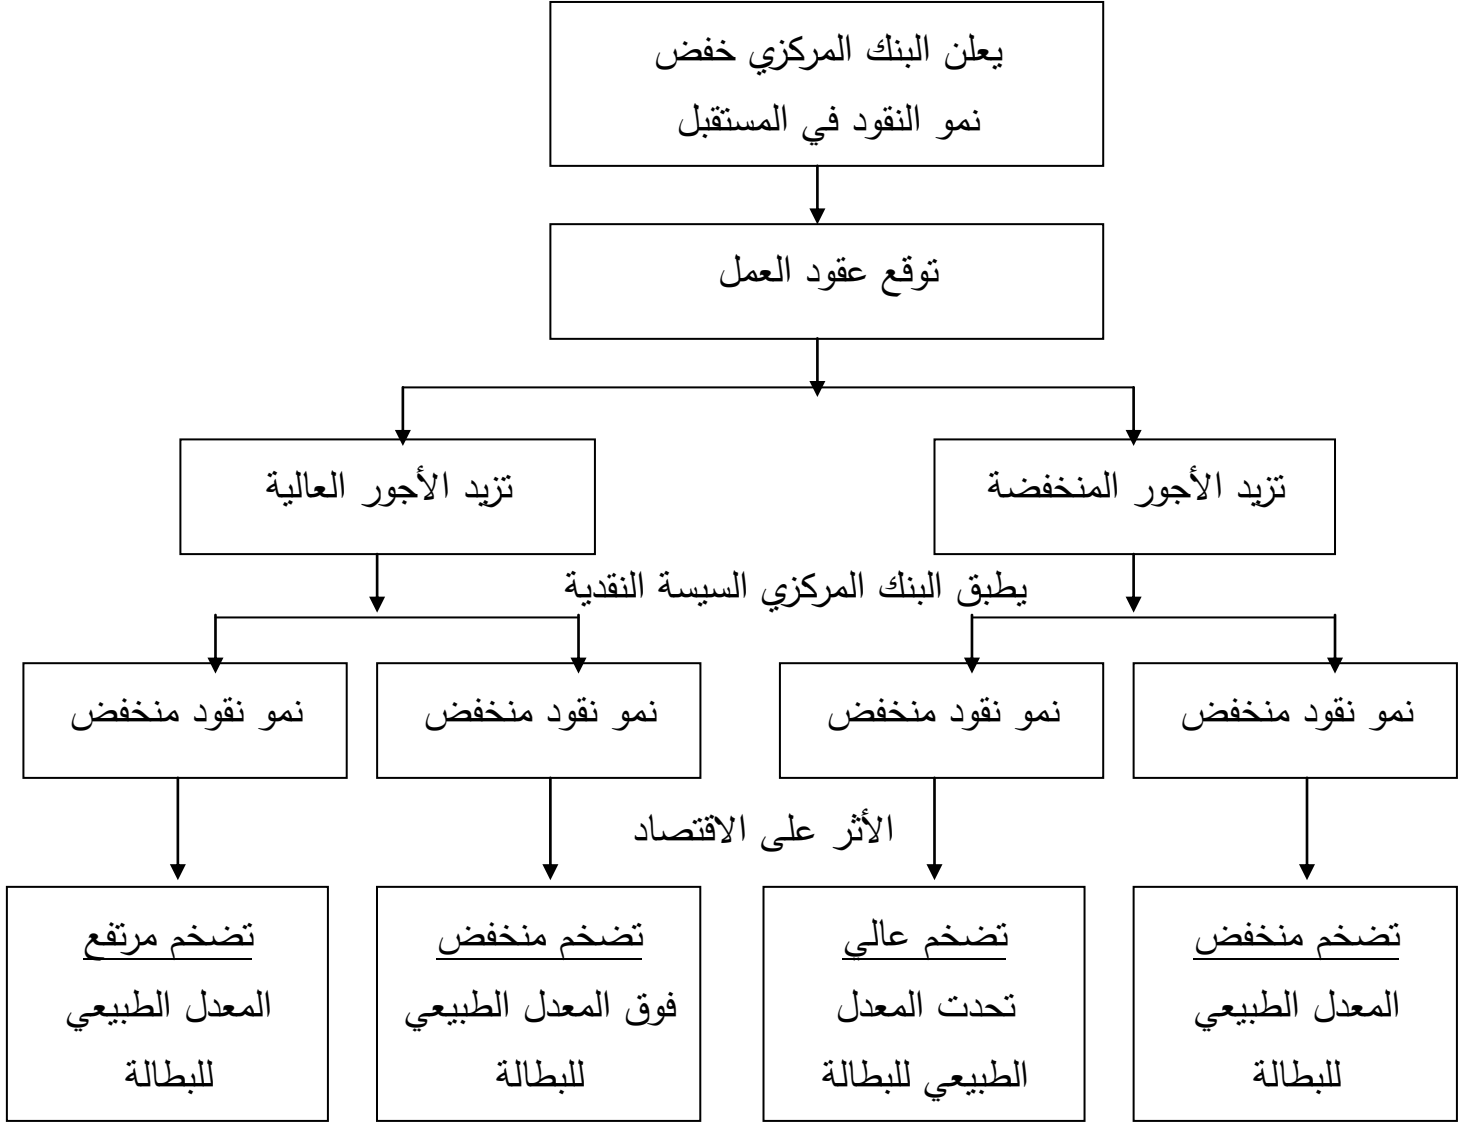 يعلن البنك المركزي خفض
نمو النقود في المستقبل
توقع عقود العمل
تزيد الأجور المنخفضة
تزيد الأجور العالية
يطبق البنك المركزي السيسة النقدية
نمو نقود منخفض
نمو نقود منخفض
نمو نقود منخفض
نمو نقود منخفض
الأثر على الاقتصاد
تضخم منخفض
المعدل الطبيعي
للبطالة
تضخم عالي
تحدت المعدل
الطبيعي للبطالة
تضخم منخفض
فوق المعدل الطبيعي
للبطالة
تضخم مرتفع
المعدل الطبيعي
للبطالة